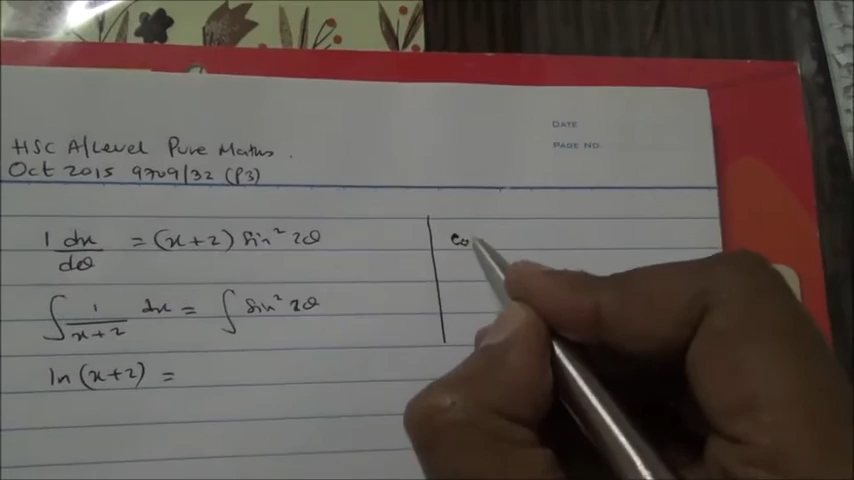 HSC A/Level Pure Maths.
Oct 2015 9709/32 (P3)
DATE
PAGE NO
1 dx/dθ = (x+2) sin² 2θ
∫ 1/(x+2) dx = ∫ sin² 2θ
ln (x+2) =
co